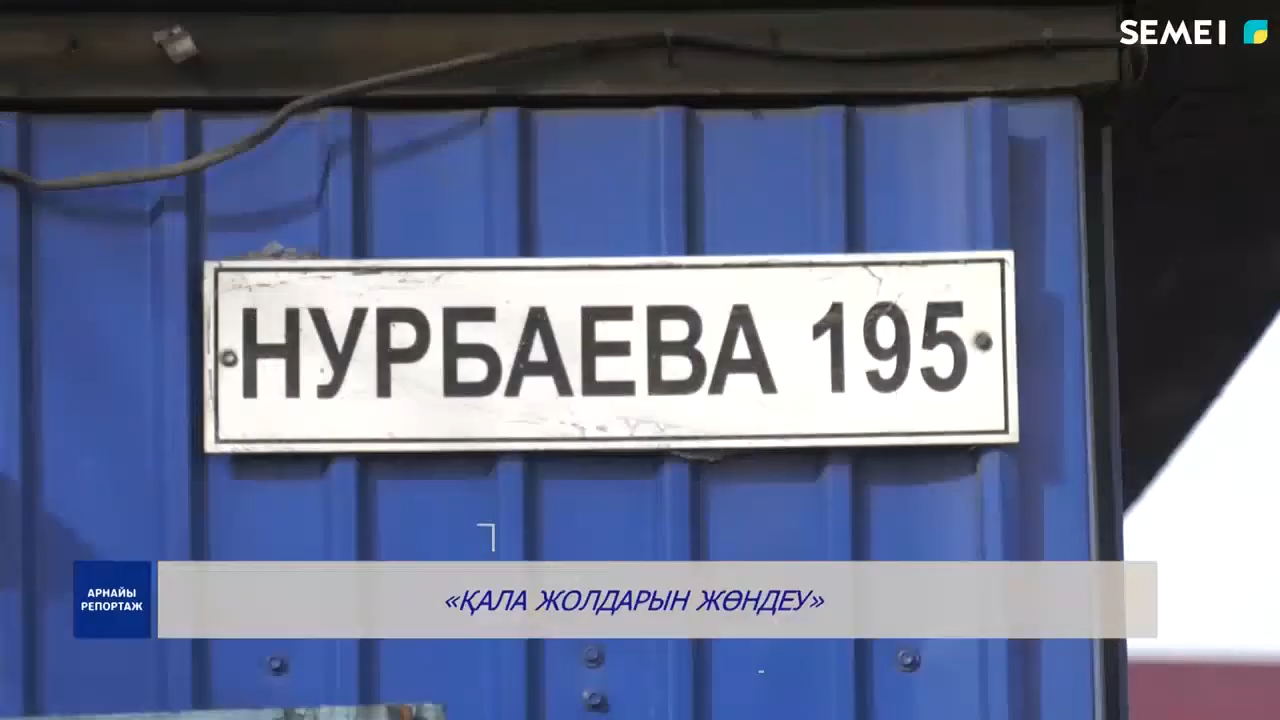 SEMEI
НУРБАЕВА 195
АРНАЙЫ
РЕПОРТАЖ
«ҚАЛА ЖОЛДАРЫН ЖӨНДЕУ»